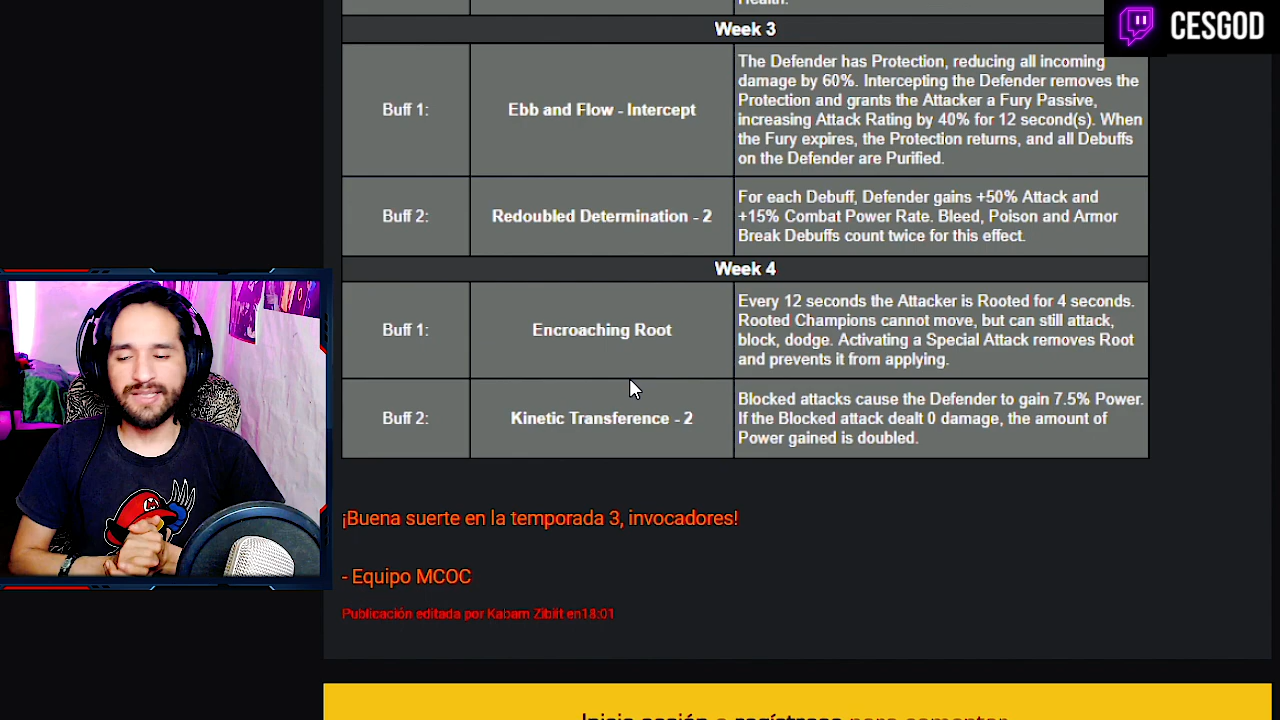 CESGOD
Health.
Week 3
Buff 1:
Ebb and Flow - Intercept
The Defender has Protection, reducing all incoming
damage by 60%. Intercepting the Defender removes the
Protection and grants the Attacker a Fury Passive,
increasing Attack Rating by 40% for 12 second(s). When
the Fury expires, the Protection returns, and all Debuffs
on the Defender are Purified.
Buff 2:
Redoubled Determination - 2
For each Debuff, Defender gains +50% Attack and
+15% Combat Power Rate. Bleed, Poison and Armor
Break Debuffs count twice for this effect.
Week 4
Buff 1:
Encroaching Root
Every 12 seconds the Attacker is Rooted for 4 seconds.
Rooted Champions cannot move, but can still attack,
block, dodge. Activating a Special Attack removes Root
and prevents it from applying.
Buff 2:
Kinetic Transference - 2
Blocked attacks cause the Defender to gain 7.5% Power.
If the Blocked attack dealt 0 damage, the amount of
Power gained is doubled.
¡Buena suerte en la temporada 3, invocadores!
- Equipo MCOC
Publicación editada por Kabam Zibiit en18:01
Inicia sesión o regístrese para comentar